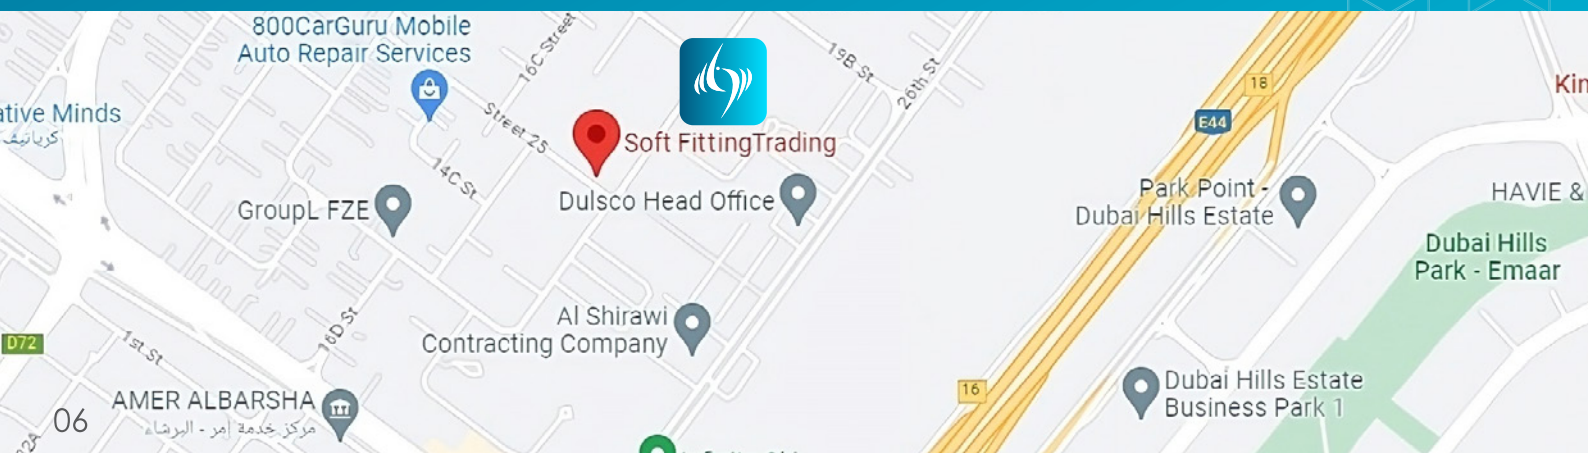 800CarGuru Mobile
Auto Repair Services
16C Street
19B St
26th St
18
Kin
ative Minds
كرياتيف
Street 25
E44
Soft FittingTrading
14C St
Dulsco Head Office
Park Point -
Dubai Hills Estate
HAVIE &
GroupL FZE
Dubai Hills
Park - Emaar
Al Shirawi
Contracting Company
16D St
D72
1st St
16
Dubai Hills Estate
Business Park 1
AMER ALBARSHA
مركز خدمة آمر - البرشاء
06